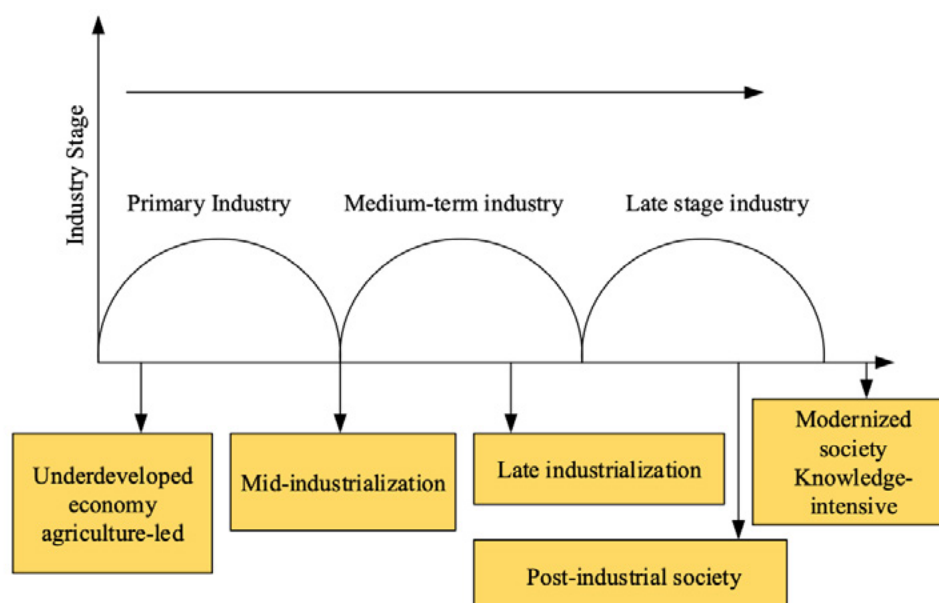 Industry Stage
Primary Industry
Medium-term industry
Late stage industry
Underdeveloped
economy
agriculture-led
Mid-industrialization
Late industrialization
Post-industrial society
Modernized
society
Knowledge-
intensive